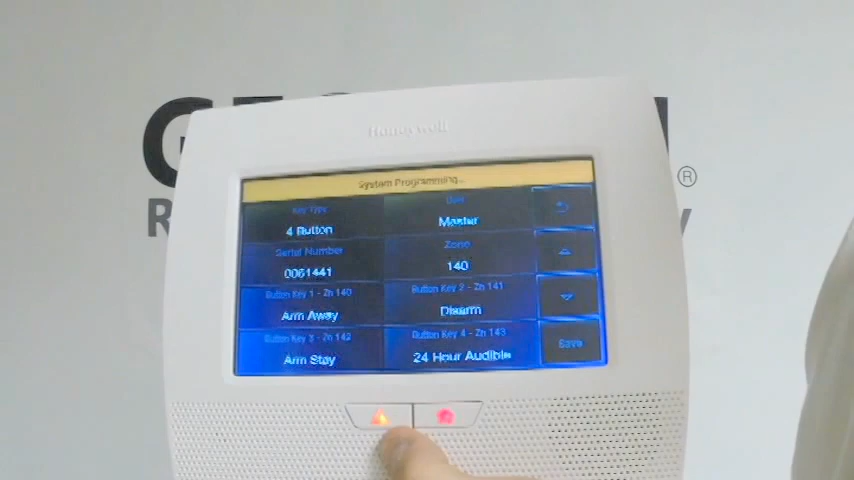 Honeywell
System Programming...
Key Type
4 Button
User
Master
Serial Number
0061441
Zone
140
Button Key 1 - Zn 140
Arm Away
Button Key 2 - Zn 141
Disarm
Button Key 3 - Zn 142
Arm Stay
Button Key 4 - Zn 143
24 Hour Audible
Save
®